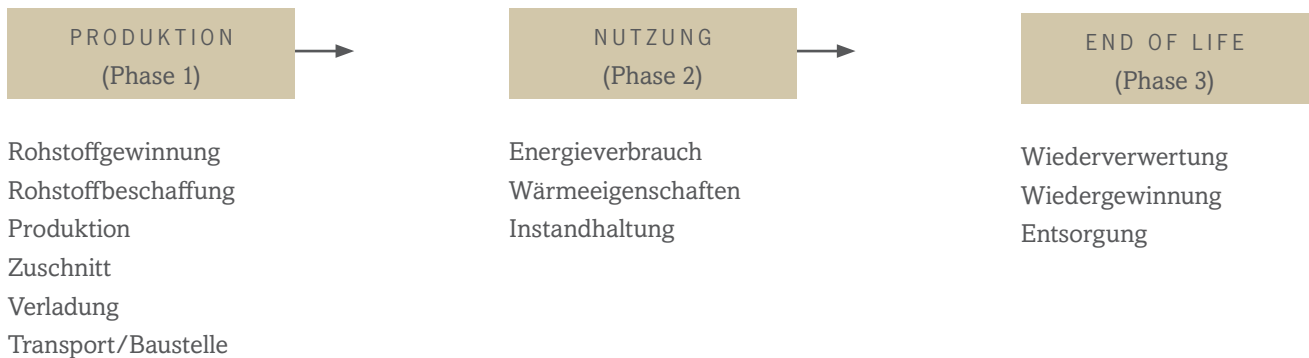 PRODUKTION
(Phase 1)
Rohstoffgewinnung
Rohstoffbeschaffung
Produktion
Zuschnitt
Verladung
Transport/Baustelle
NUTZUNG
(Phase 2)
Energieverbrauch
Wärmeeigenschaften
Instandhaltung
END OF LIFE
(Phase 3)
Wiederverwertung
Wiedergewinnung
Entsorgung